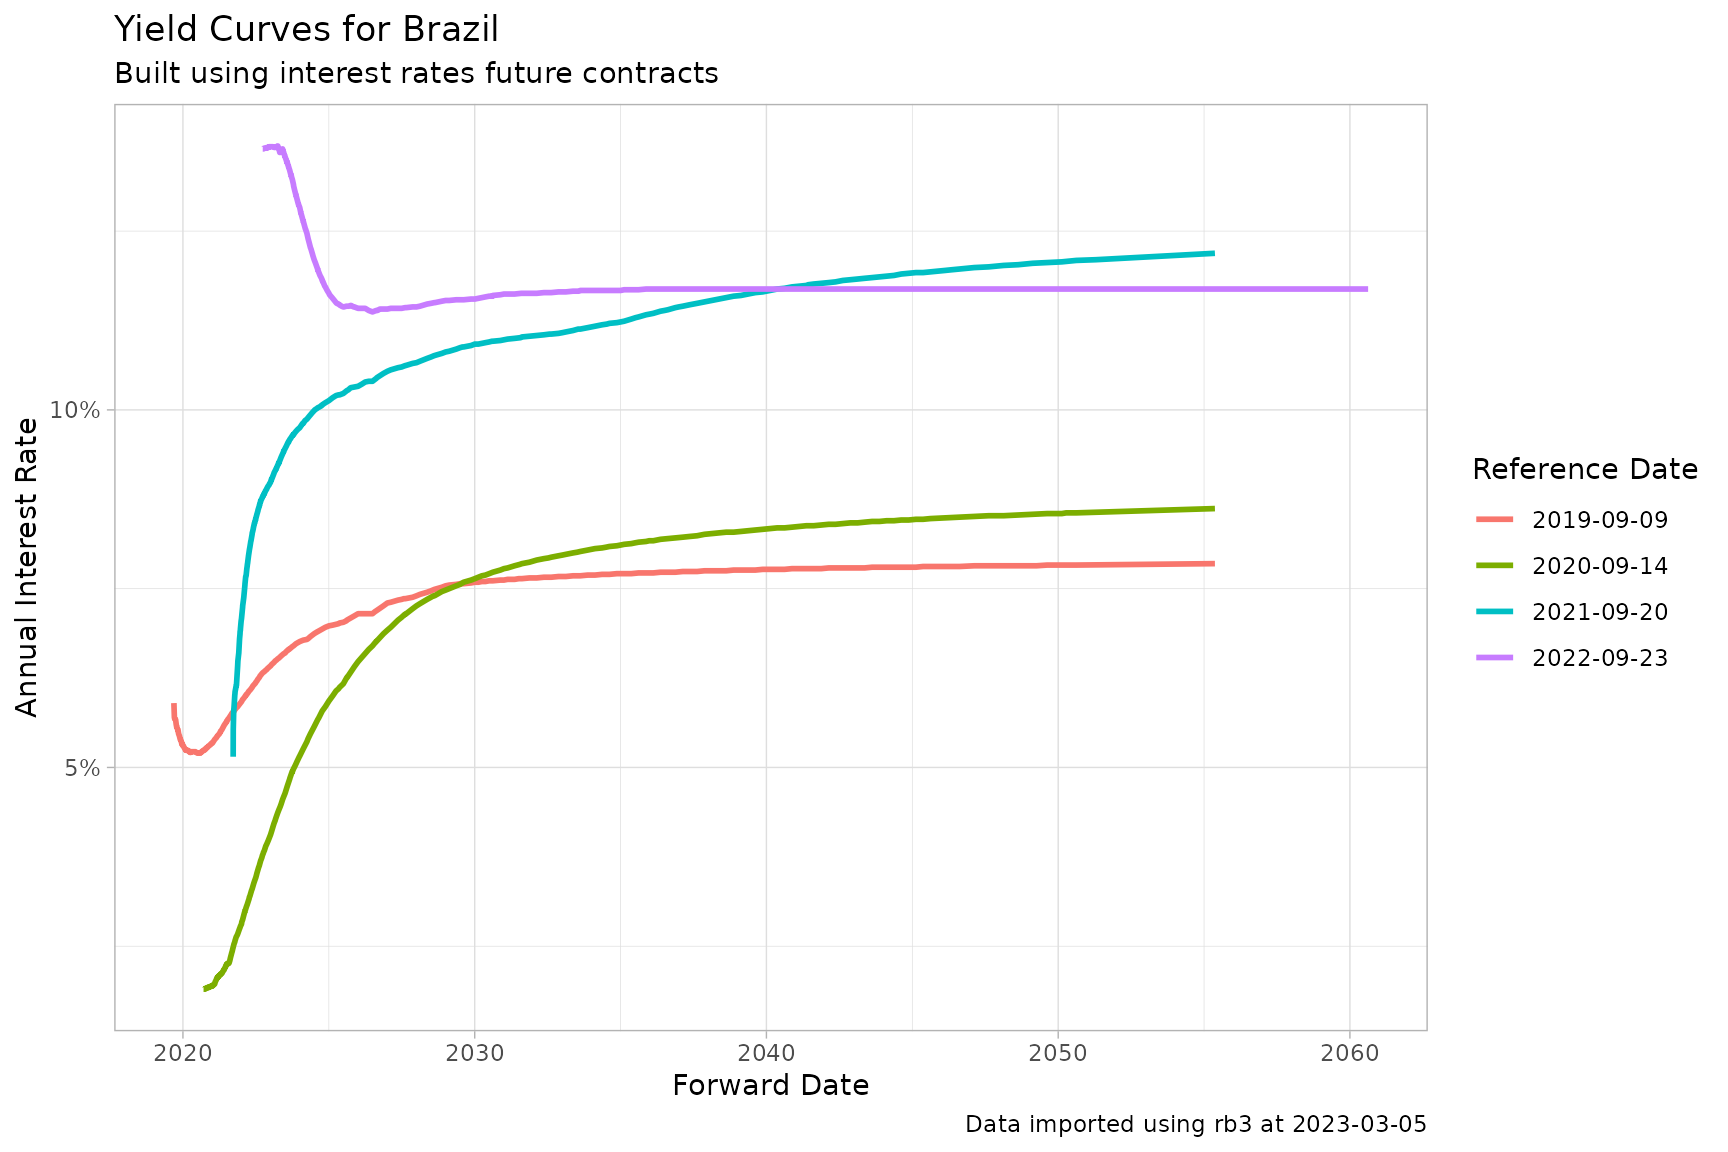 Yield Curves for Brazil
Built using interest rates future contracts
Annual Interest Rate
10%
5%
2020
2030
2040
2050
2060
Forward Date
Reference Date
2019-09-09
2020-09-14
2021-09-20
2022-09-23
Data imported using rb3 at 2023-03-05